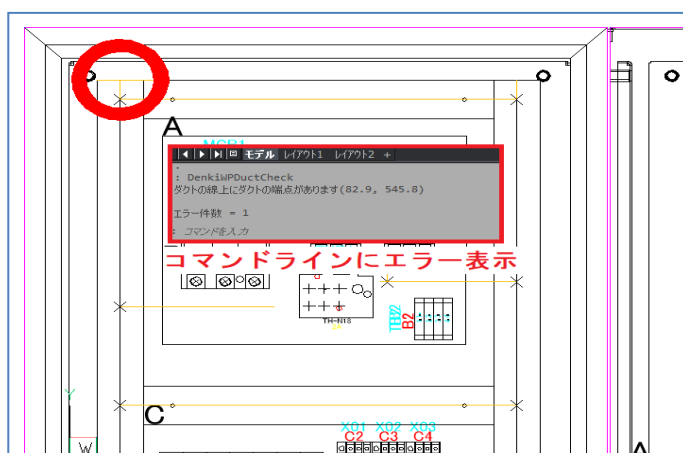 A
MCB1
モデル レイアウト1 レイアウト2 +
: DenkiWPDuctCheck
ダクトの線上にダクトの端点があります(82.9, 545.8)
エラー件数 = 1
: コマンドを入力
コマンドラインにエラー表示
TH-N18
B2
Y
C
X01 X02 X03
C2 C3 C4
W
A